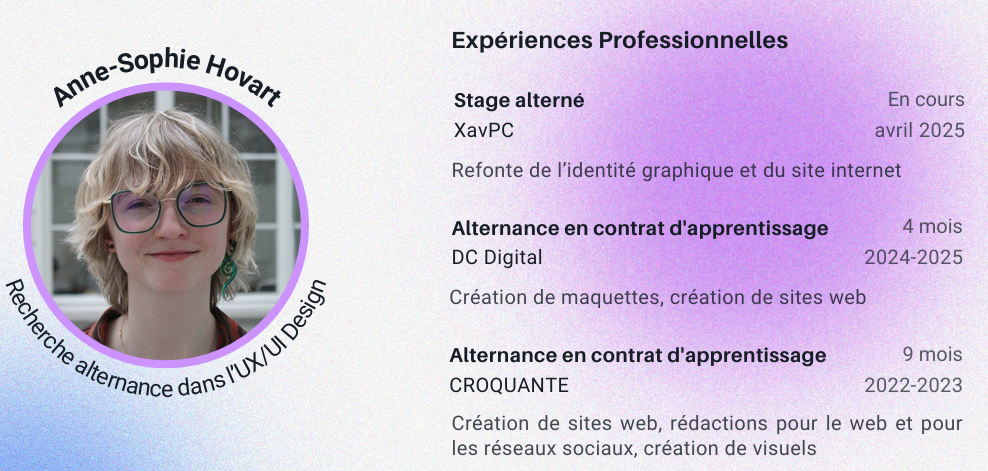 Anne-Sophie Hovart
Recherche alternance dans l'UX/UI Design
Expériences Professionnelles
Stage alterné
En cours
XavPC
avril 2025
Refonte de l’identité graphique et du site internet
Alternance en contrat d'apprentissage
4 mois
DC Digital
2024-2025
Création de maquettes, création de sites web
Alternance en contrat d'apprentissage
9 mois
CROQUANTE
2022-2023
Création de sites web, rédactions pour le web et pour
les réseaux sociaux, création de visuels